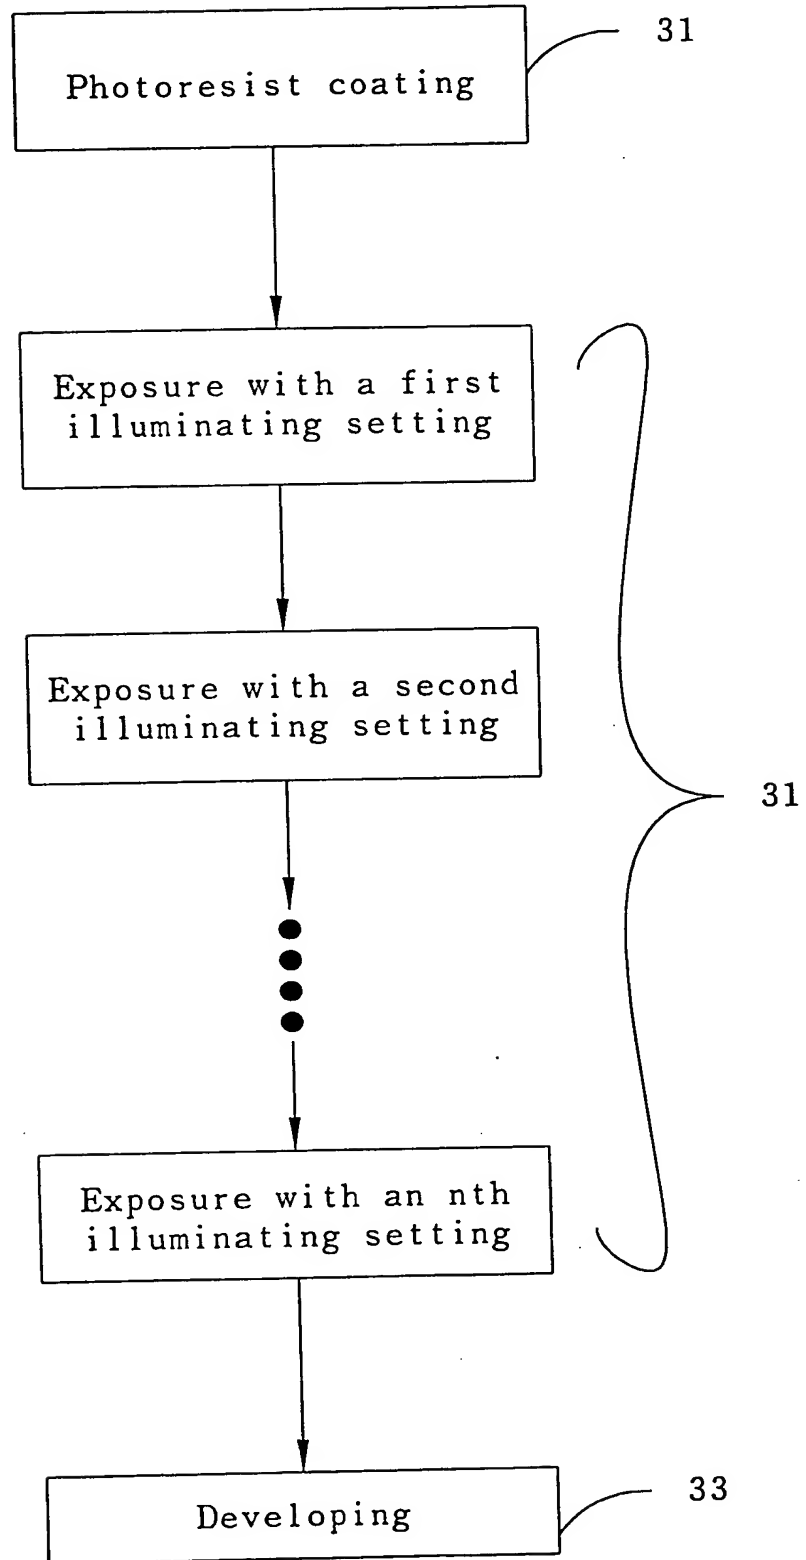 Photoresist coating
31
Exposure with a first
illuminating setting
Exposure with a second
illuminating setting
31
Exposure with an nth
illuminating setting
Developing
33